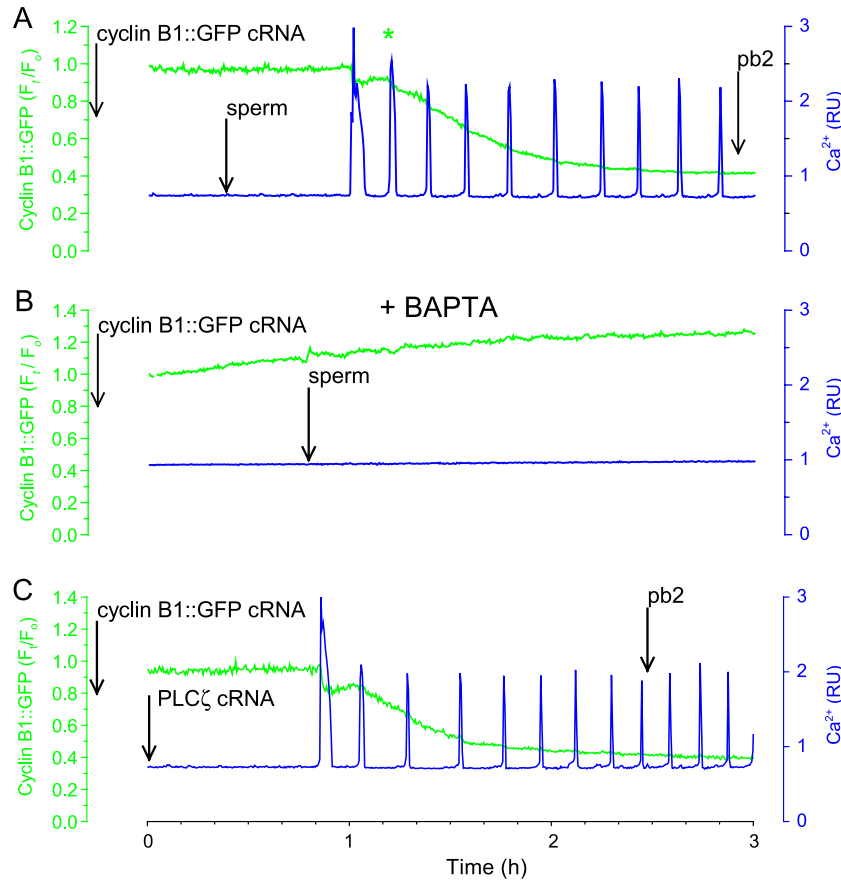 A
cyclin B1::GFP cRNA
*
sperm
pb2
Cyclin B1::GFP (Ft/Fo)
1.2
1.0
0.8
0.6
0.4
0.2
0.0
3
2
1
0
Ca2+ (RU)
B
+ BAPTA
cyclin B1::GFP cRNA
sperm
Cyclin B1::GFP (Ft/Fo)
1.4
1.2
1.0
0.8
0.6
0.4
0.2
0.0
3
2
1
0
Ca2+ (RU)
C
cyclin B1::GFP cRNA
PLCζ cRNA
pb2
Cyclin B1::GFP (Ft/Fo)
1.4
1.2
1.0
0.8
0.6
0.4
0.2
0.0
3
2
1
0
Ca2+ (RU)
0 1 2 3
Time (h)